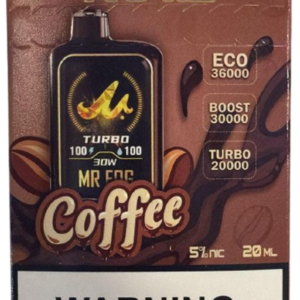 ECO
36000
BOOST
30000
TURBO
20000
TURBO
100 100
30W
MR FOG
Coffee
5% NIC 20 ML
WARNING